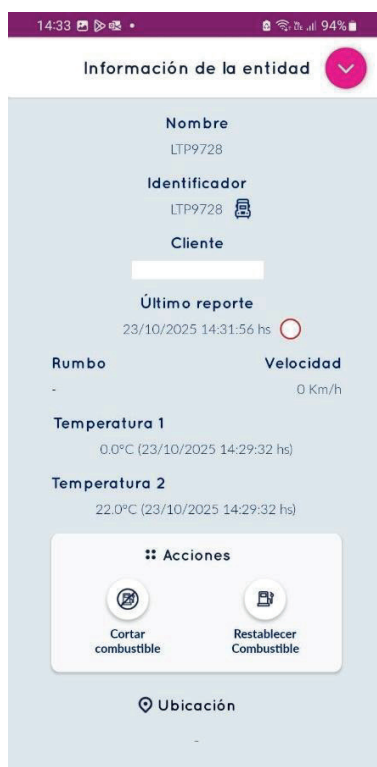 14:33 94%
Información de la entidad
Nombre
LTP9728
Identificador
LTP9728
Cliente
Último reporte
23/10/2025 14:31:56 hs
Rumbo Velocidad
- 0 Km/h
Temperatura 1
0.0°C (23/10/2025 14:29:32 hs)
Temperatura 2
22.0°C (23/10/2025 14:29:32 hs)
Acciones
Cortar combustible
Restablecer Combustible
Ubicación
-